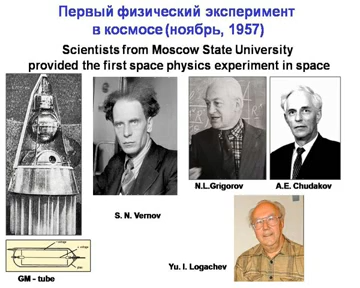 Первый физический эксперимент
в космосе (ноябрь, 1957)
Scientists from Moscow State University
provided the first space physics experiment in space
N.L.Grigorov
A.E. Chudakov
S. N. Vernov
Yu. I. Logachev
GM - tube